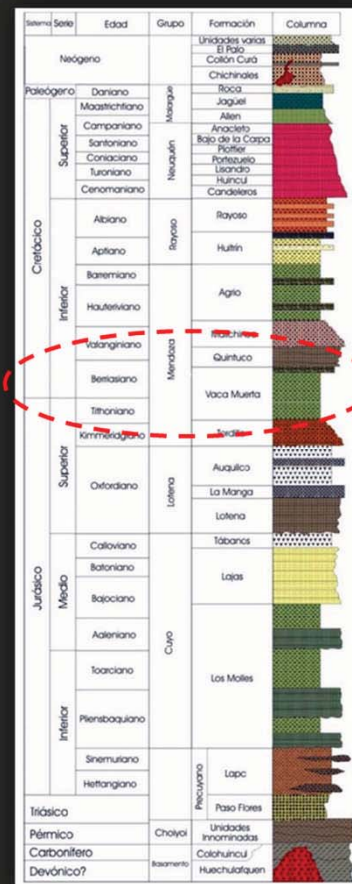 Sistema Serie Edad Grupo Formación Columna
Neógeno
Unidades varias
El Palo
Collón Curá
Chichinales
Paleógeno Daniano Roca
Malargue
Maastrichtiano Jagüel
Campaniano Allen
Anacleto
Santoniano Bajo de la Carpa
Plottier
Coniaciano Portezuelo
Turoniano Lisandro
Huincul
Cenomaniano Candeleros
Superior
Neuquén
Cretácico
Albiano Rayoso
Aptiano Huitrín
Rayoso
Barremiano
Hauteriviano Agrio
Inferior
Valanginiano
Quintuco
Berriasiano
Mendoza
Vaca Muerta
Tithoniano
Kimmeridgiano
Superior
Auquilco
Oxfordiano
Lotena
La Manga
Lotena
Calloviano Tábanos
Batoniano Lajas
Bajociano
Medio
Jurásico
Aaleniano
Cuyo
Toarciano
Los Molles
Pliensbaquiano
Inferior
Sinemuriano
Hettangiano
Precuyano
Triásico Paso Flores
Pérmico Choiyoi Unidades
Innominadas
Carbonífero Colohuincul
Basamento
Devónico? Huechulafquen